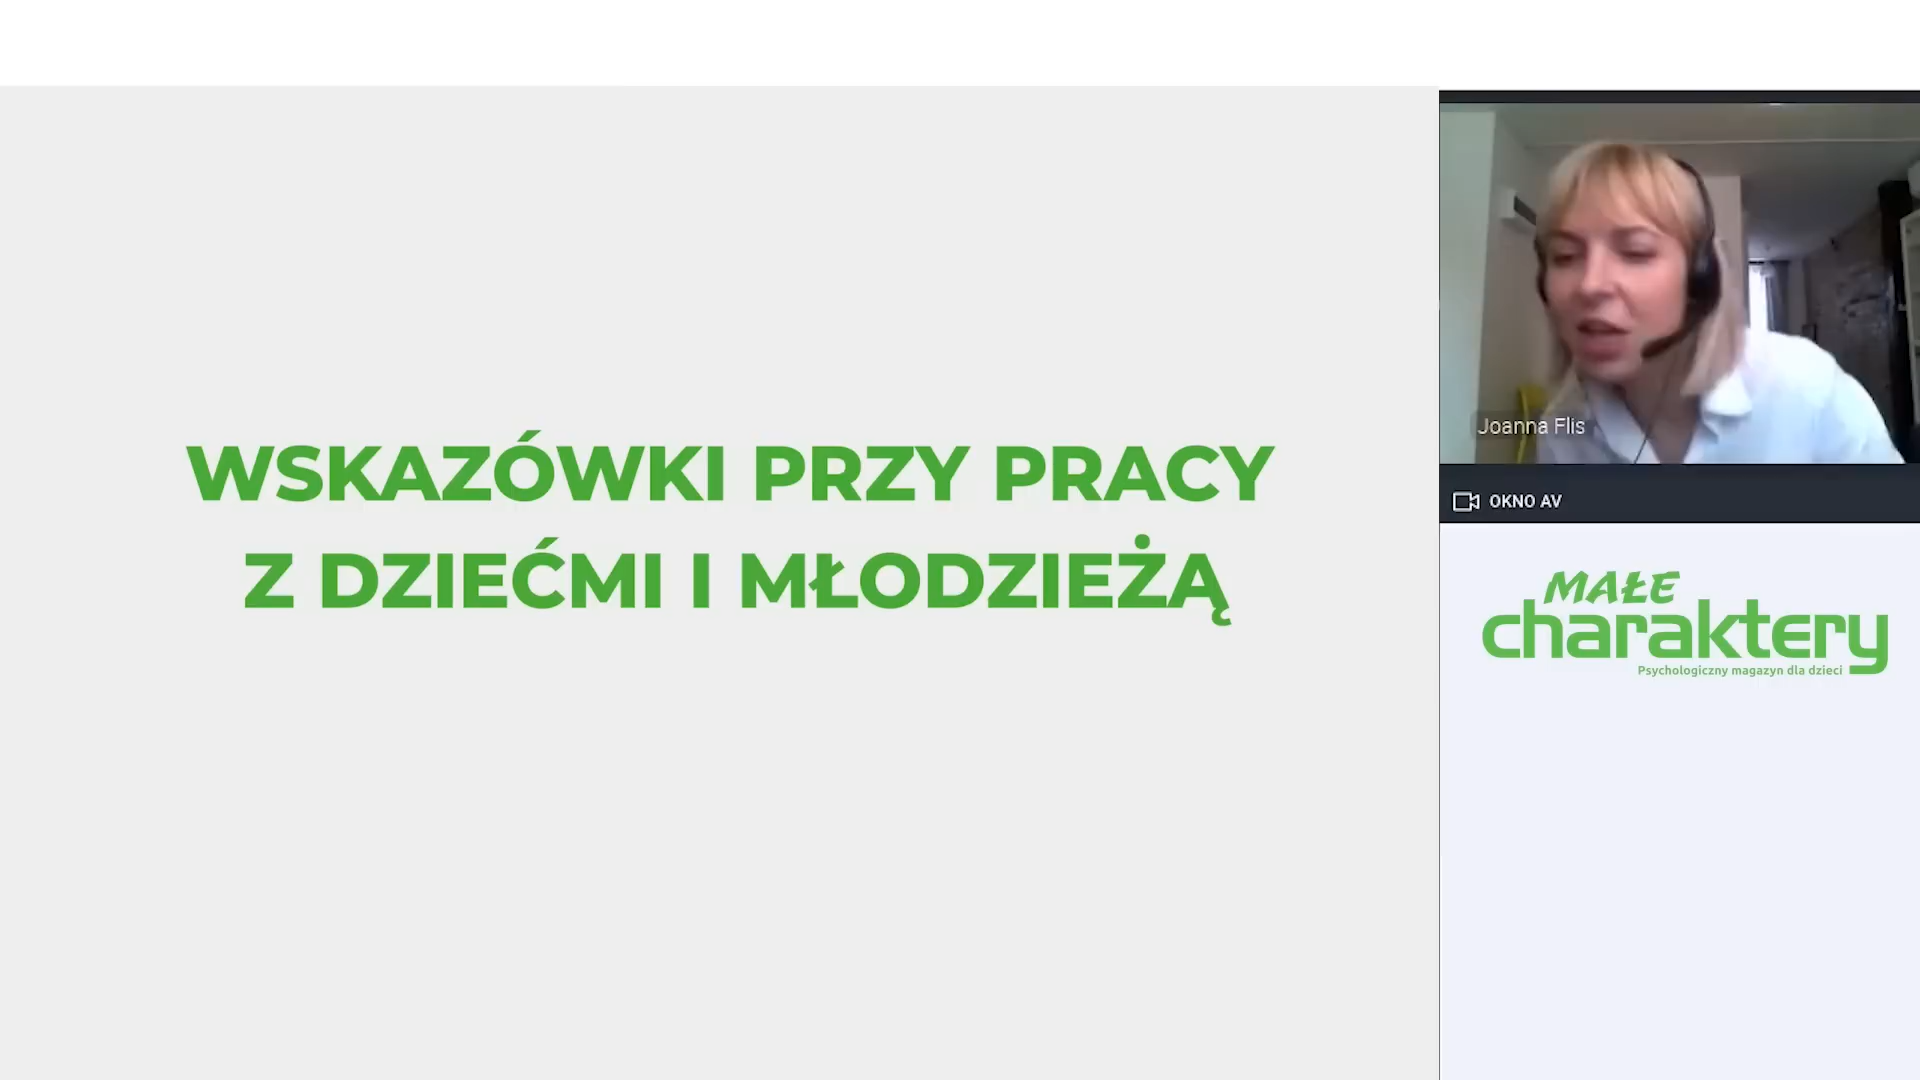 WSKAZÓWKI PRZY PRACY
Z DZIEĆMI I MŁODZIEŻĄ
Joanna Flis
OKNO AV
MAŁE
charaktery
Psychologiczny magazyn dla dzieci